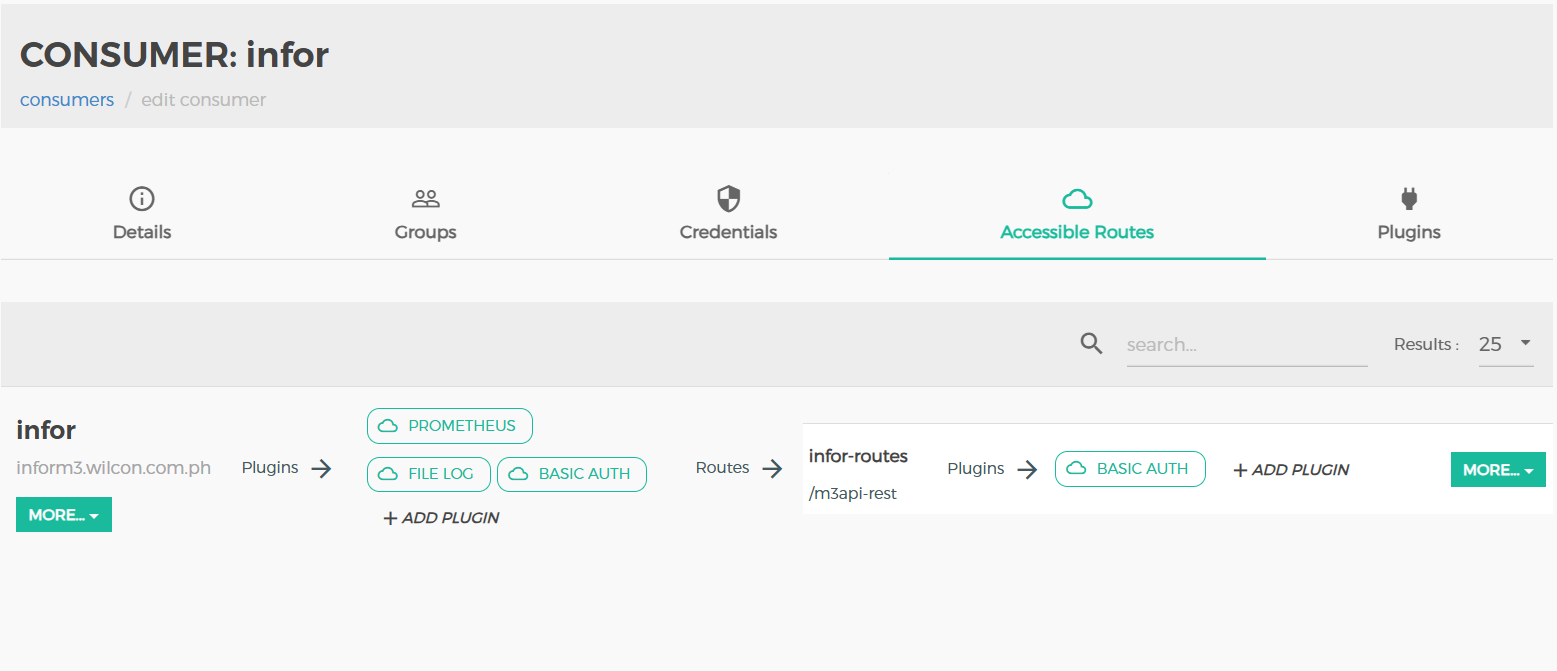 CONSUMER: infor
consumers / edit consumer
Details
Groups
Credentials
Accessible Routes
Plugins
search...
Results :
25
infor
inform3.wilcon.com.ph
MORE...
Plugins
PROMETHEUS
FILE LOG
BASIC AUTH
+ ADD PLUGIN
Routes
infor-routes
/m3api-rest
Plugins
BASIC AUTH
+ ADD PLUGIN
MORE...